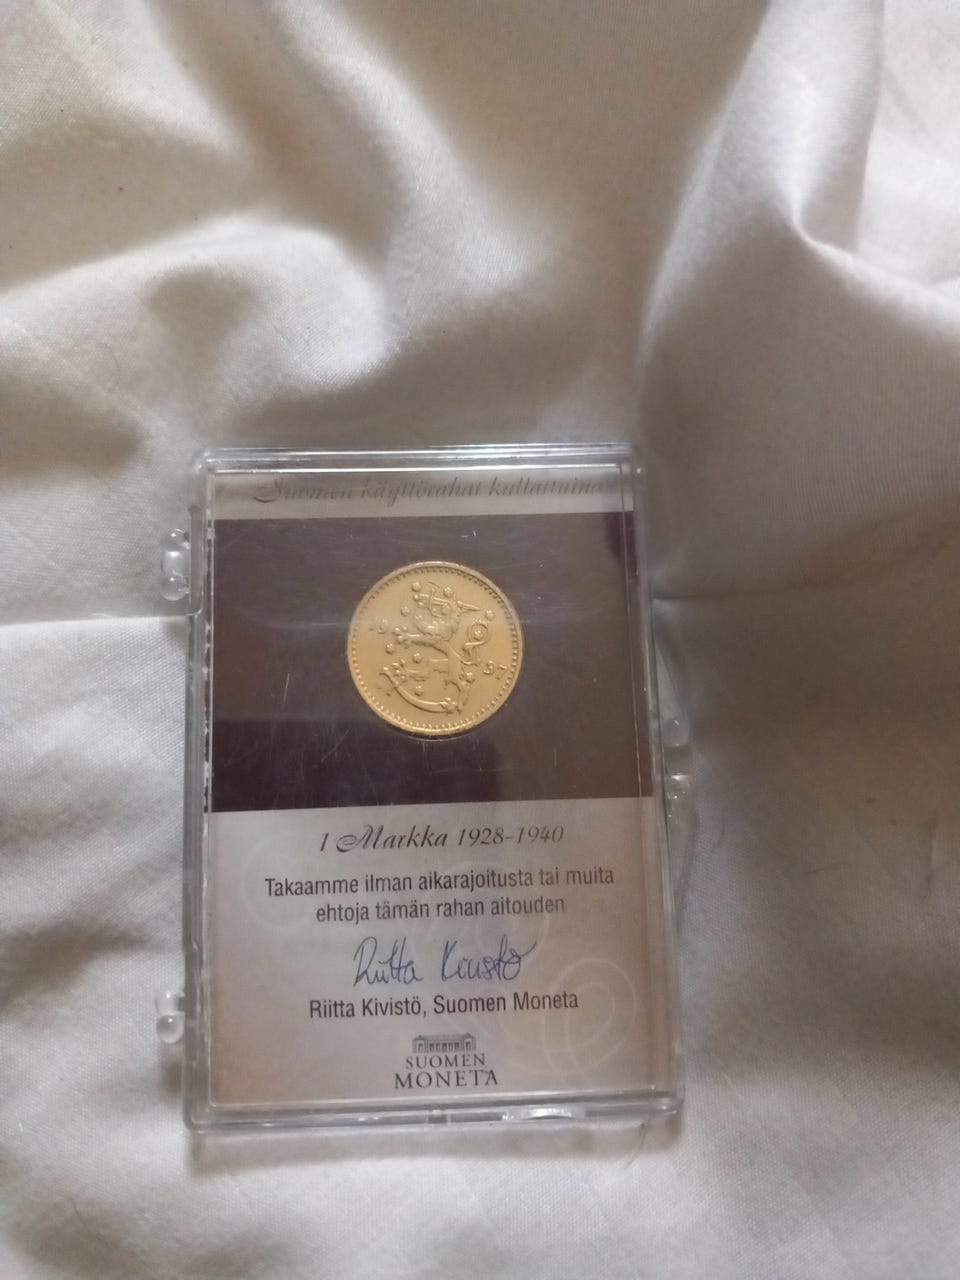 Suomen käyttörahat kullattuina
37
1 Markka 1928-1940
Takaamme ilman aikarajoitusta tai muita
ehtoja tämän rahan aitouden
Riitta Kivistö
Riitta Kivistö, Suomen Moneta
SUOMEN
MONETA